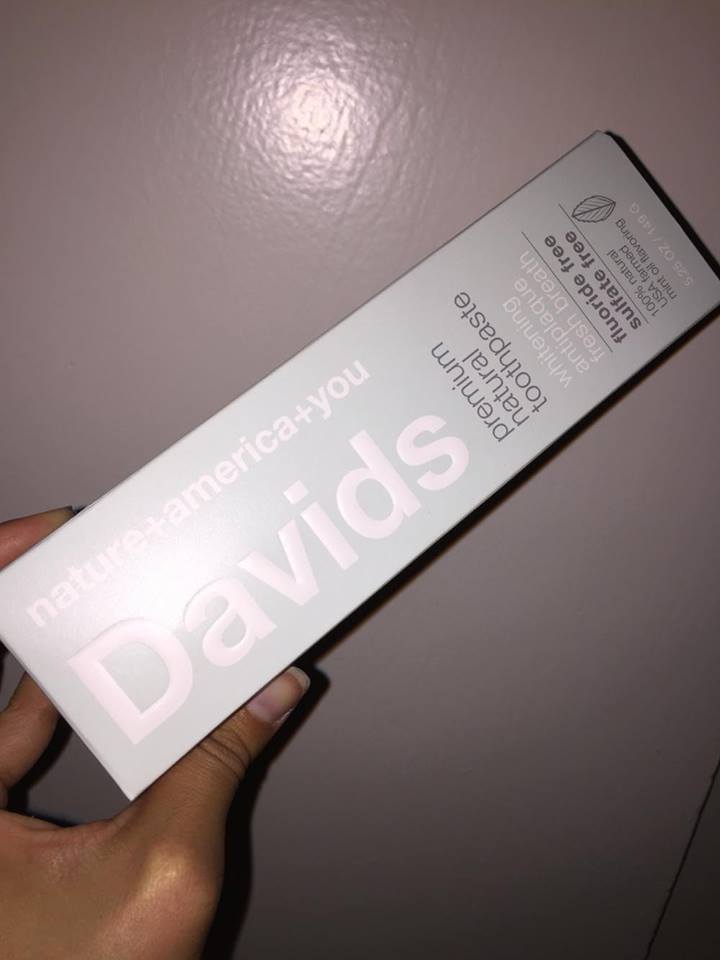 nature+america+you
Davids
premium
natural
toothpaste
whitening
antiplaque
fresh breath
fluoride free
sulfate free
100% natural
USA farmed
mint oil flavoring
5.25 OZ / 149 G